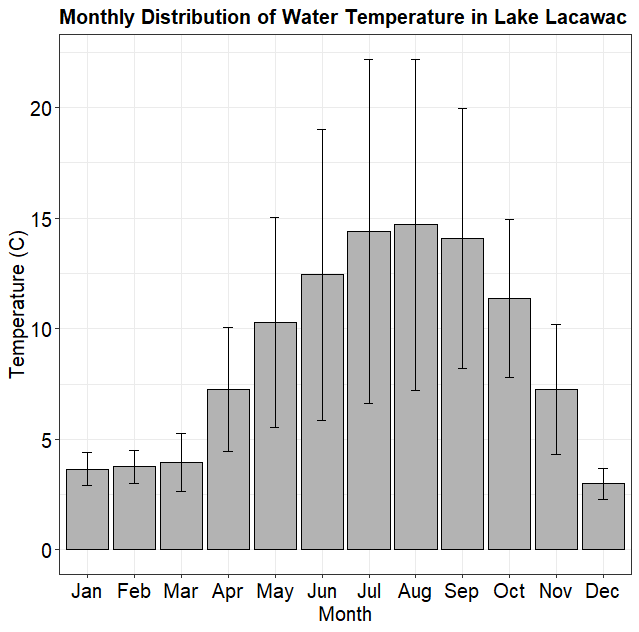 Monthly Distribution of Water Temperature in Lake Lacawac
Temperature (C)
20
15
10
5
0
Jan Feb Mar Apr May Jun Jul Aug Sep Oct Nov Dec
Month